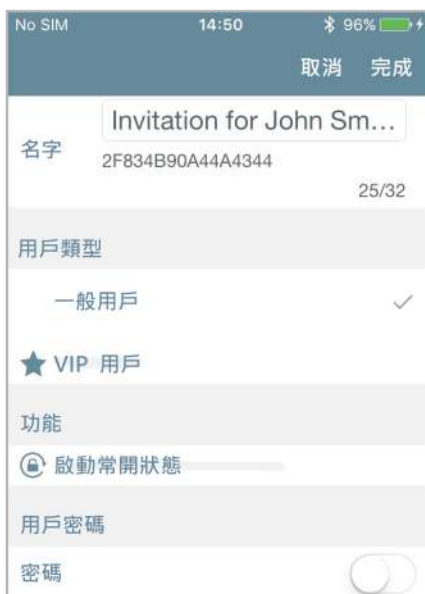 No SIM 14:50 96%
取消 完成
名字 Invitation for John Sm...
2F834B90A44A4344
25/32
用戶類型
一般用戶
VIP 用戶
功能
啟動常開狀態
用戶密碼
密碼